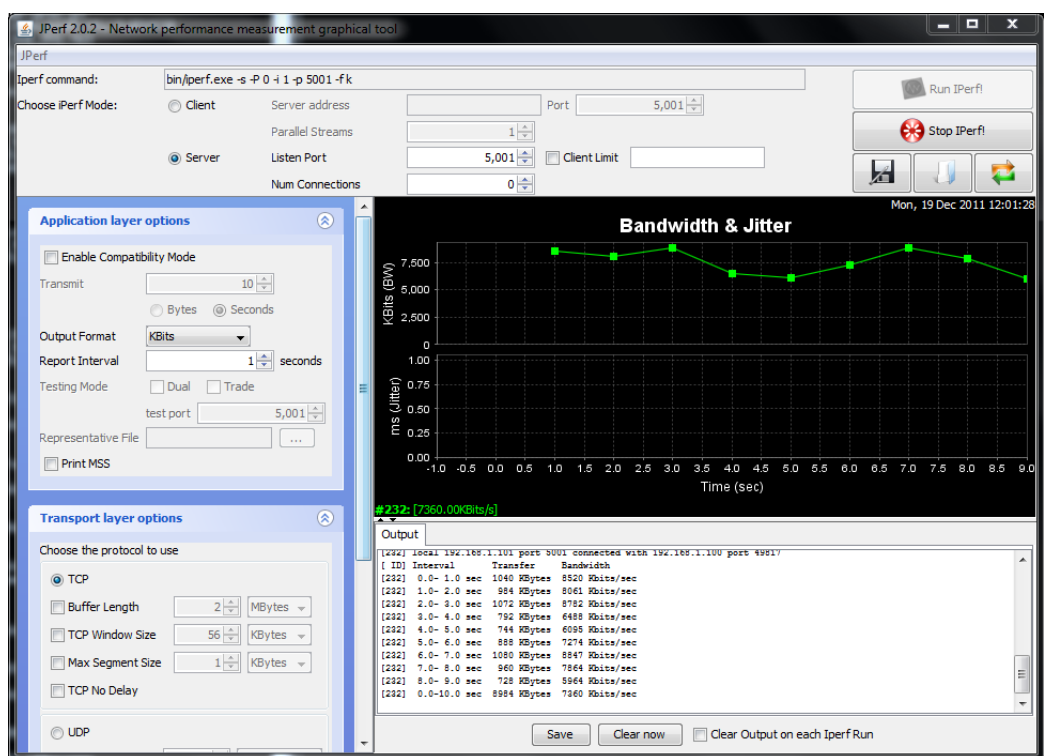 JPerf 2.0.2 - Network performance measurement graphical tool
JPerf
Iperf command:
bin/iperf.exe -s -P 0 -i 1 -p 5001 -f k
Choose iPerf Mode:
Client
Server address
Port
5,001
Parallel Streams
1
Server
Listen Port
5,001
Client Limit
Num Connections
0
Run IPerf!
Stop IPerf!
Application layer options
Enable Compatibility Mode
Transmit
10
Bytes
Seconds
Output Format
KBits
Report Interval
1
seconds
Testing Mode
Dual
Trade
test port
5,001
Representative File
...
Print MSS
Transport layer options
Choose the protocol to use
TCP
Buffer Length
2
MBytes
TCP Window Size
56
KBytes
Max Segment Size
1
KBytes
TCP No Delay
UDP
Mon, 19 Dec 2011 12:01:28
Bandwidth & Jitter
KBits (BW)
7,500
5,000
2,500
0
ms (Jitter)
1.00
0.75
0.50
0.25
0.00
-1.0 -0.5 0.0 0.5 1.0 1.5 2.0 2.5 3.0 3.5 4.0 4.5 5.0 5.5 6.0 6.5 7.0 7.5 8.0 8.5 9.0
Time (sec)
#232: [7360.00KBits/s]
Output
[232] local 192.168.1.101 port 5001 connected with 192.168.1.100 port 49817
[ ID] Interval Transfer Bandwidth
[232] 0.0- 1.0 sec 1040 KBytes 8520 Kbits/sec
[232] 1.0- 2.0 sec 984 KBytes 8061 Kbits/sec
[232] 2.0- 3.0 sec 1072 KBytes 8782 Kbits/sec
[232] 3.0- 4.0 sec 792 KBytes 6488 Kbits/sec
[232] 4.0- 5.0 sec 744 KBytes 6095 Kbits/sec
[232] 5.0- 6.0 sec 888 KBytes 7274 Kbits/sec
[232] 6.0- 7.0 sec 1080 KBytes 8847 Kbits/sec
[232] 7.0- 8.0 sec 960 KBytes 7864 Kbits/sec
[232] 8.0- 9.0 sec 728 KBytes 5964 Kbits/sec
[232] 0.0-10.0 sec 8984 KBytes 7360 Kbits/sec
Save
Clear now
Clear Output on each Iperf Run